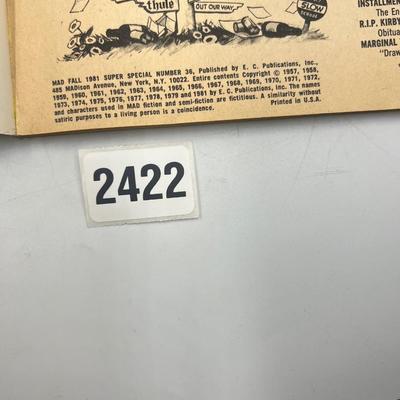 thule
OUT OUR WAY
SLOW
INSTALLMEN
The En
R.I.P. KIRBY
Obitua
MARGINAL
"Draw
MAD FALL 1981 SUPER SPECIAL NUMBER 36, Published by E. C. Publications, Inc.,
485 MADison Avenue, New York, N.Y. 10022. Entire contents Copyright © 1957, 1958,
1959, 1960, 1961, 1962, 1963, 1964, 1965, 1966, 1967, 1968, 1969, 1970, 1971, 1972,
1973, 1974, 1975, 1976, 1977, 1978, 1979 and 1981 by E. C. Publications, Inc. The names
and characters used in MAD fiction and semi-fiction are fictitious. A similarity without
satiric purposes to a living person is a coincidence. Printed in U.S.A.
2422